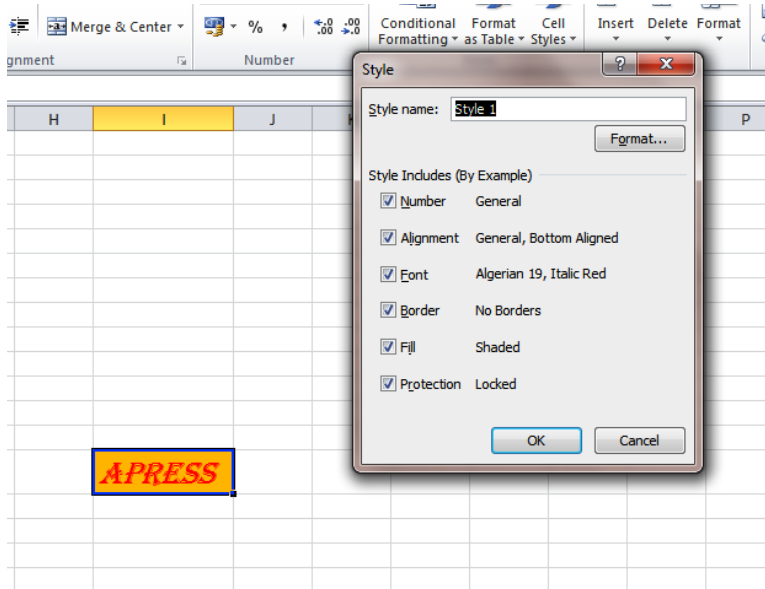 Merge & Center
% ,
.0 .00
.00 .0
Conditional Formatting
Format as Table
Cell Styles
Insert Delete Format
gnment
Number
H I J K P
Style
?
X
Style name: Style 1
Format...
Style Includes (By Example)
Number General
Alignment General, Bottom Aligned
Font Algerian 19, Italic Red
Border No Borders
Fill Shaded
Protection Locked
OK Cancel
APRESS